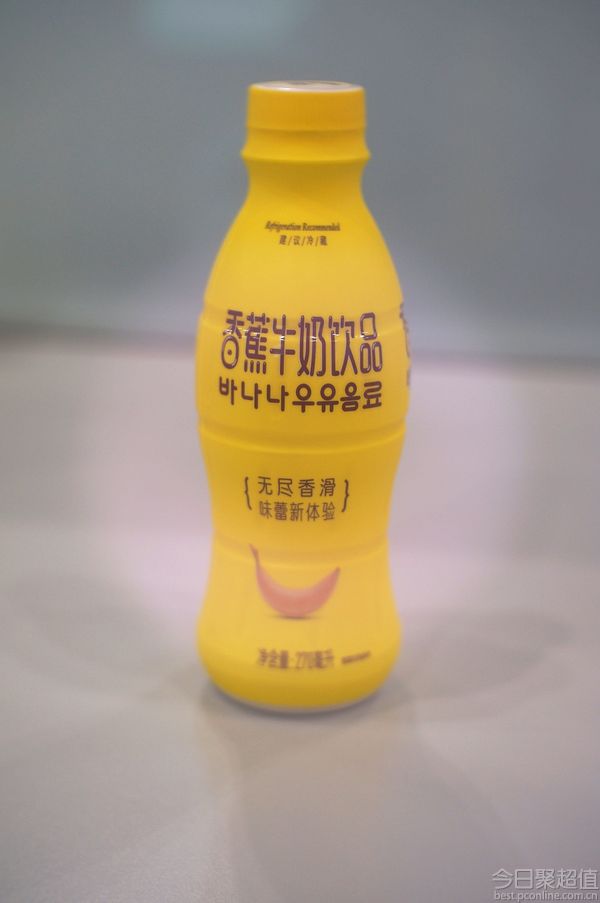 Refrigeration Recommended
建/议/冷/藏
香蕉牛奶饮品
바나나우유음료
{无尽香滑
味蕾新体验}
净含量:270毫升
今日聚超值
best.pconline.com.cn